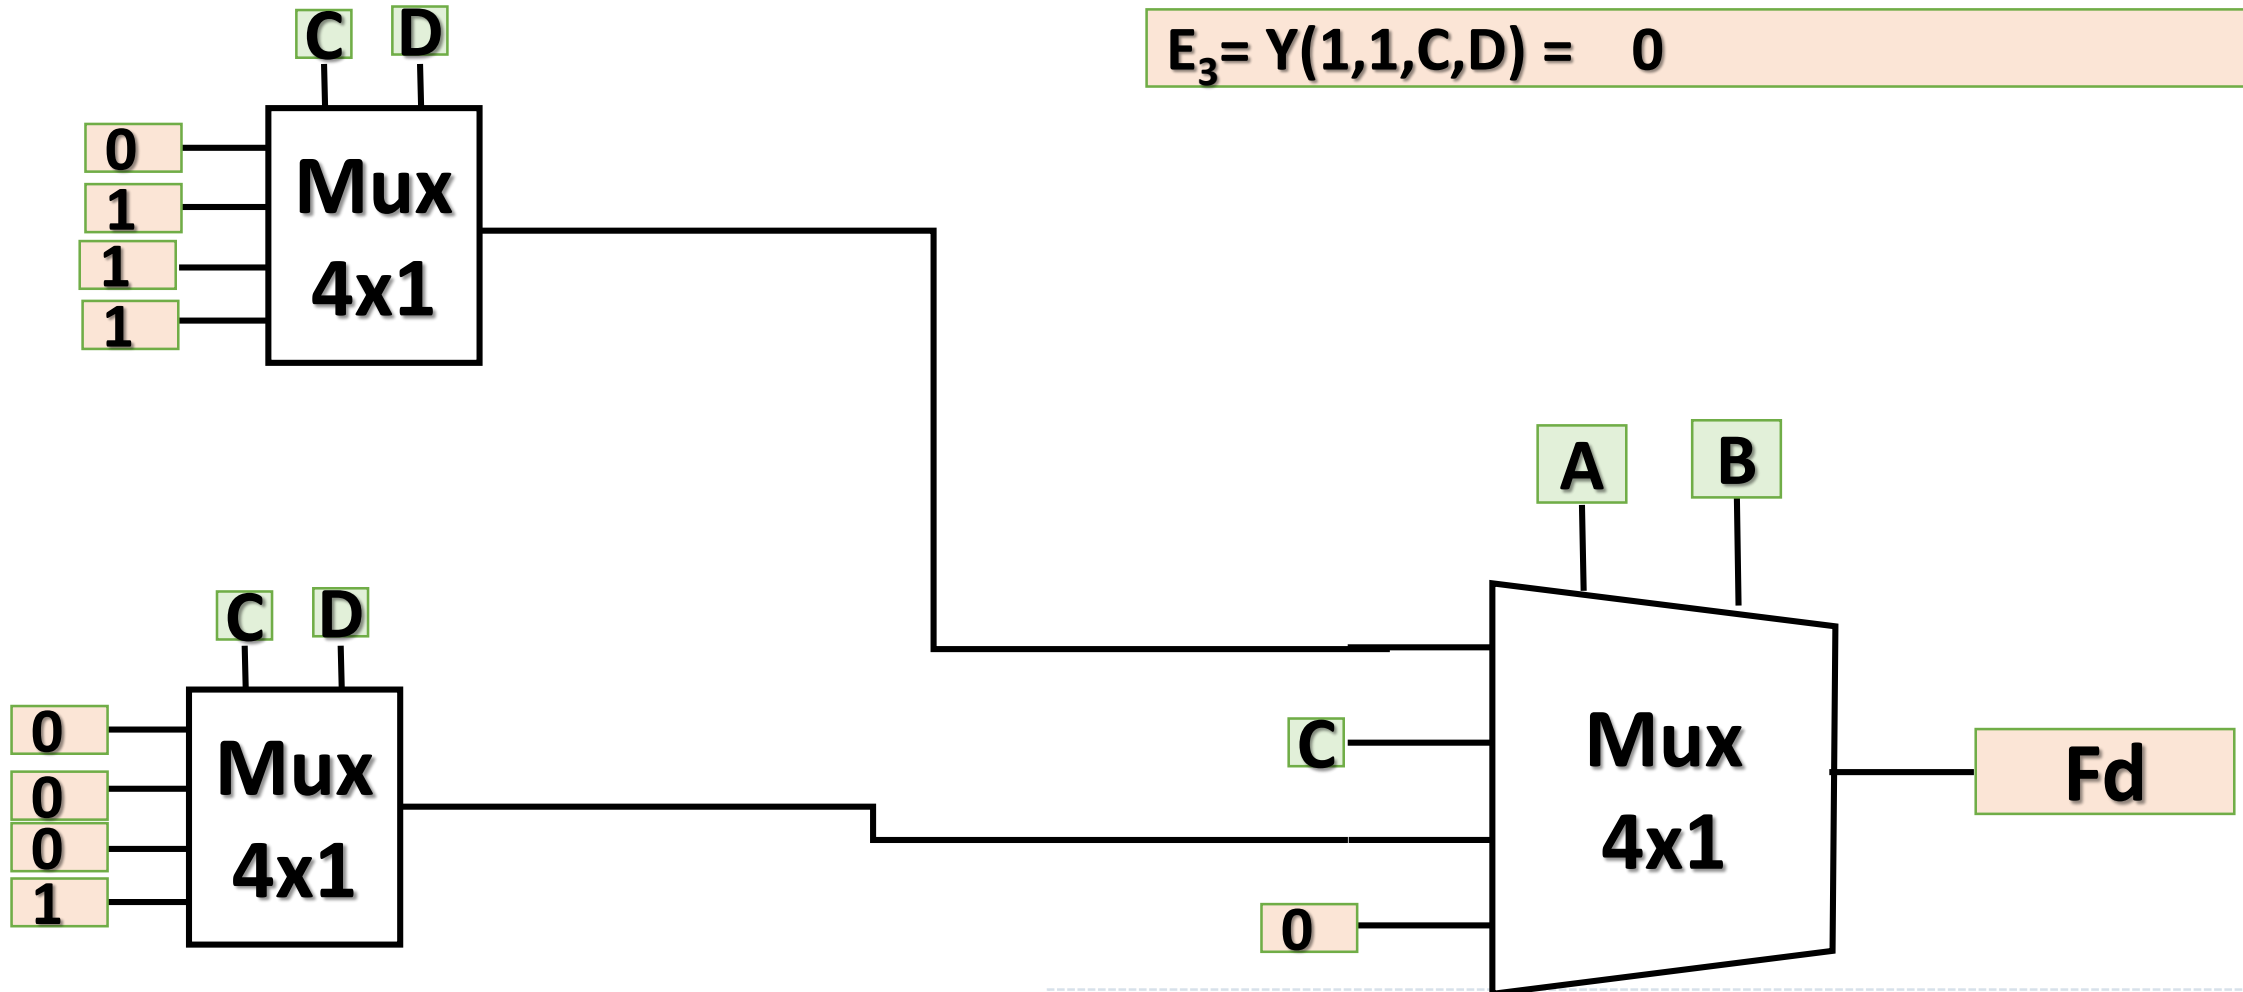 C D
E3= Y(1,1,C,D) = 0
0
1
1
1
Mux
4x1
A B
C D
0
0
0
1
Mux
4x1
C
0
Mux
4x1
Fd